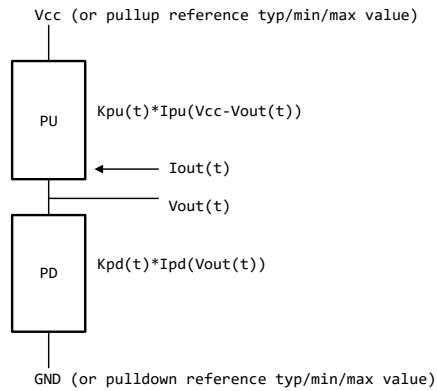 Vcc (or pullup reference typ/min/max value)
PU
Kpu(t)*Ipu(Vcc-Vout(t))
Iout(t)
Vout(t)
PD
Kpd(t)*Ipd(Vout(t))
GND (or pulldown reference typ/min/max value)